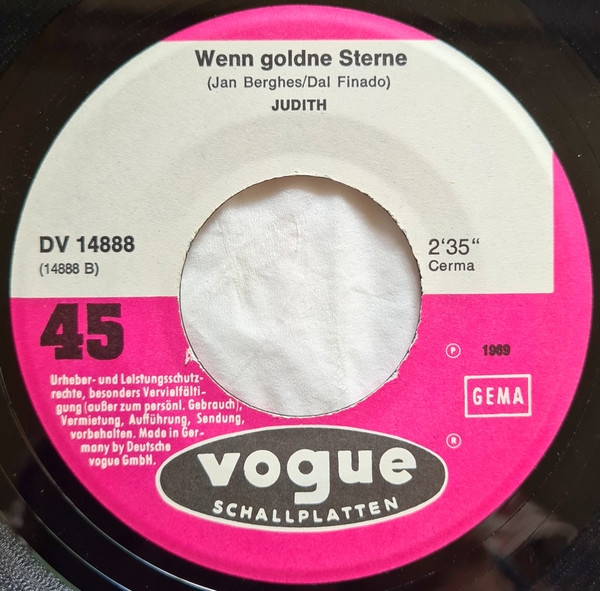 Wenn goldne Sterne
(Jan Berghes/Dal Finado)
JUDITH
DV 14888
(14888 B)
2'35“
Cerma
45
Ⓟ 1969
GEMA
Urheber- und Leistungsschutz-
rechte, besonders Vervielfälti-
gung (außer zum persönl. Gebrauch),
Vermietung, Aufführung, Sendung,
vorbehalten. Made in Ger-
many by Deutsche
vogue GmbH.
®
vogue
SCHALLPLATTEN